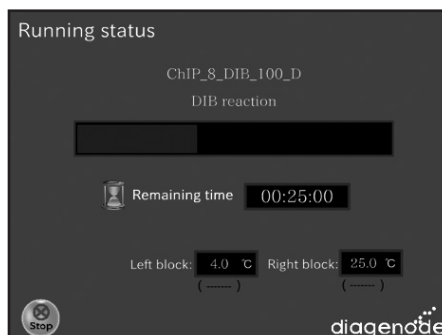 Running status
ChIP_8_DIB_100_D
DIB reaction
Remaining time 00:25:00
Left block: 4.0 ℃ Right block: 25.0 ℃
( ------- ) ( ------- )
Stop
diagenode